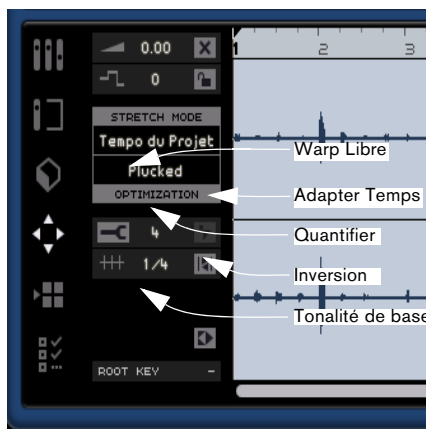 0.00
0
1 2 3
STRETCH MODE
Tempo du Projet
Plucked
OPTIMIZATION
4
1/4
ROOT KEY -
Warp Libre
Adapter Temps
Quantifier
Inversion
Tonalité de base